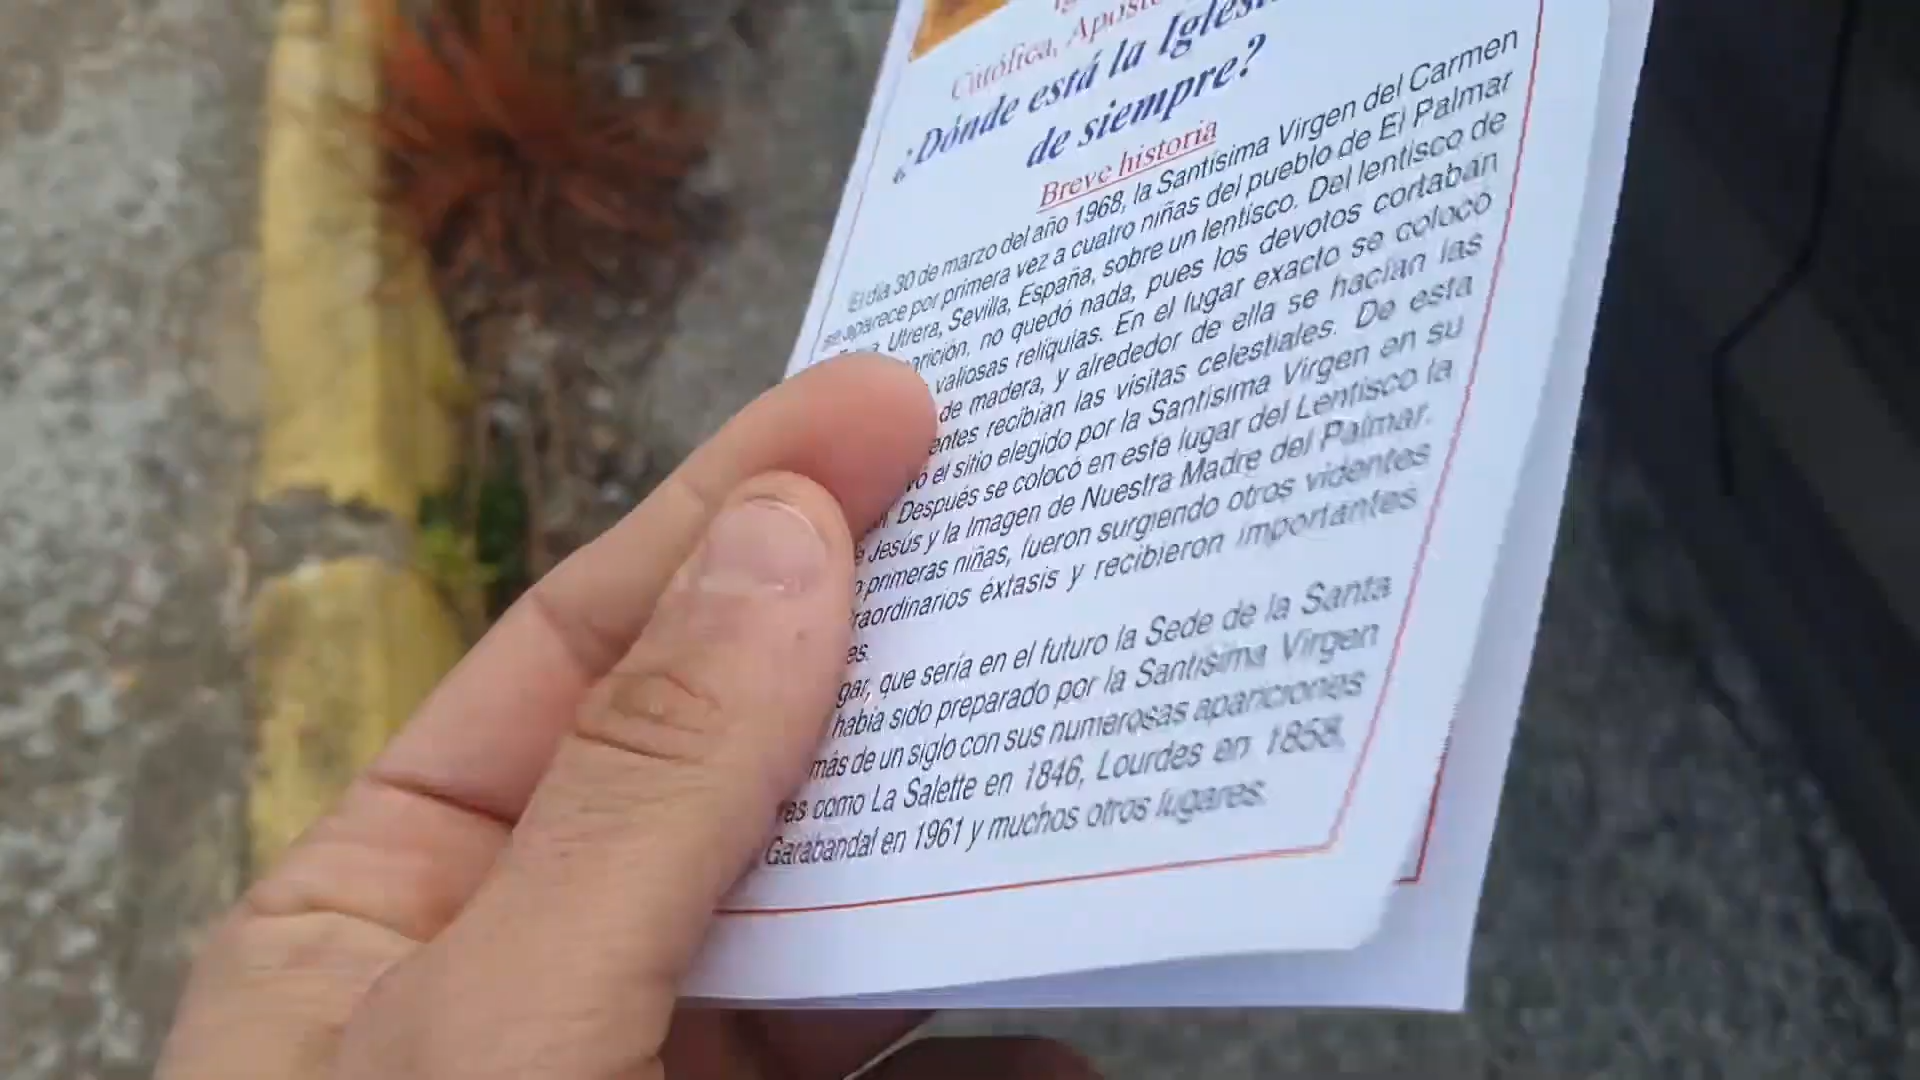 Católica, Apost
¿Dónde está la Iglesi
de siempre?
Breve historia
El día 30 de marzo del año 1968, la Santísima Virgen del Carmen
se aparece por primera vez a cuatro niñas del pueblo de El Palmar
Utrera, Sevilla, España, sobre un lentisco. Del lentisco de
arición, no quedó nada, pues los devotos cortaban
valiosas reliquias. En el lugar exacto se colocó
de madera, y alrededor de ella se hacían las
entes recibían las visitas celestiales. De esta
vo el sitio elegido por la Santísima Virgen en su
Después se colocó en este lugar del Lentisco la
e Jesús y la Imagen de Nuestra Madre del Palmar.
primeras niñas, fueron surgiendo otros videntes
raordinarios éxtasis y recibieron importantes
es.
gar, que sería en el futuro la Sede de la Santa
había sido preparado por la Santísima Virgen
más de un siglo con sus numerosas apariciones
res como La Salette en 1846, Lourdes en 1858,
Garabandal en 1961 y muchos otros lugares.